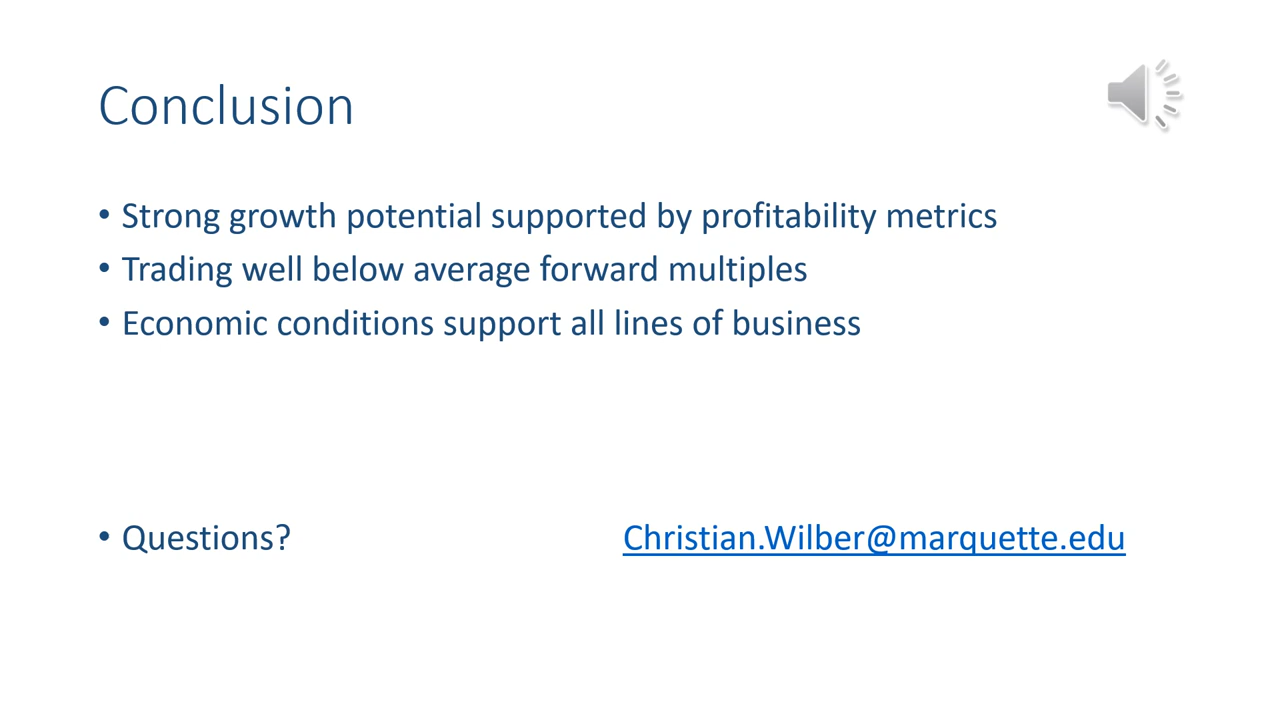 Conclusion
• Strong growth potential supported by profitability metrics
• Trading well below average forward multiples
• Economic conditions support all lines of business
• Questions? Christian.Wilber@marquette.edu